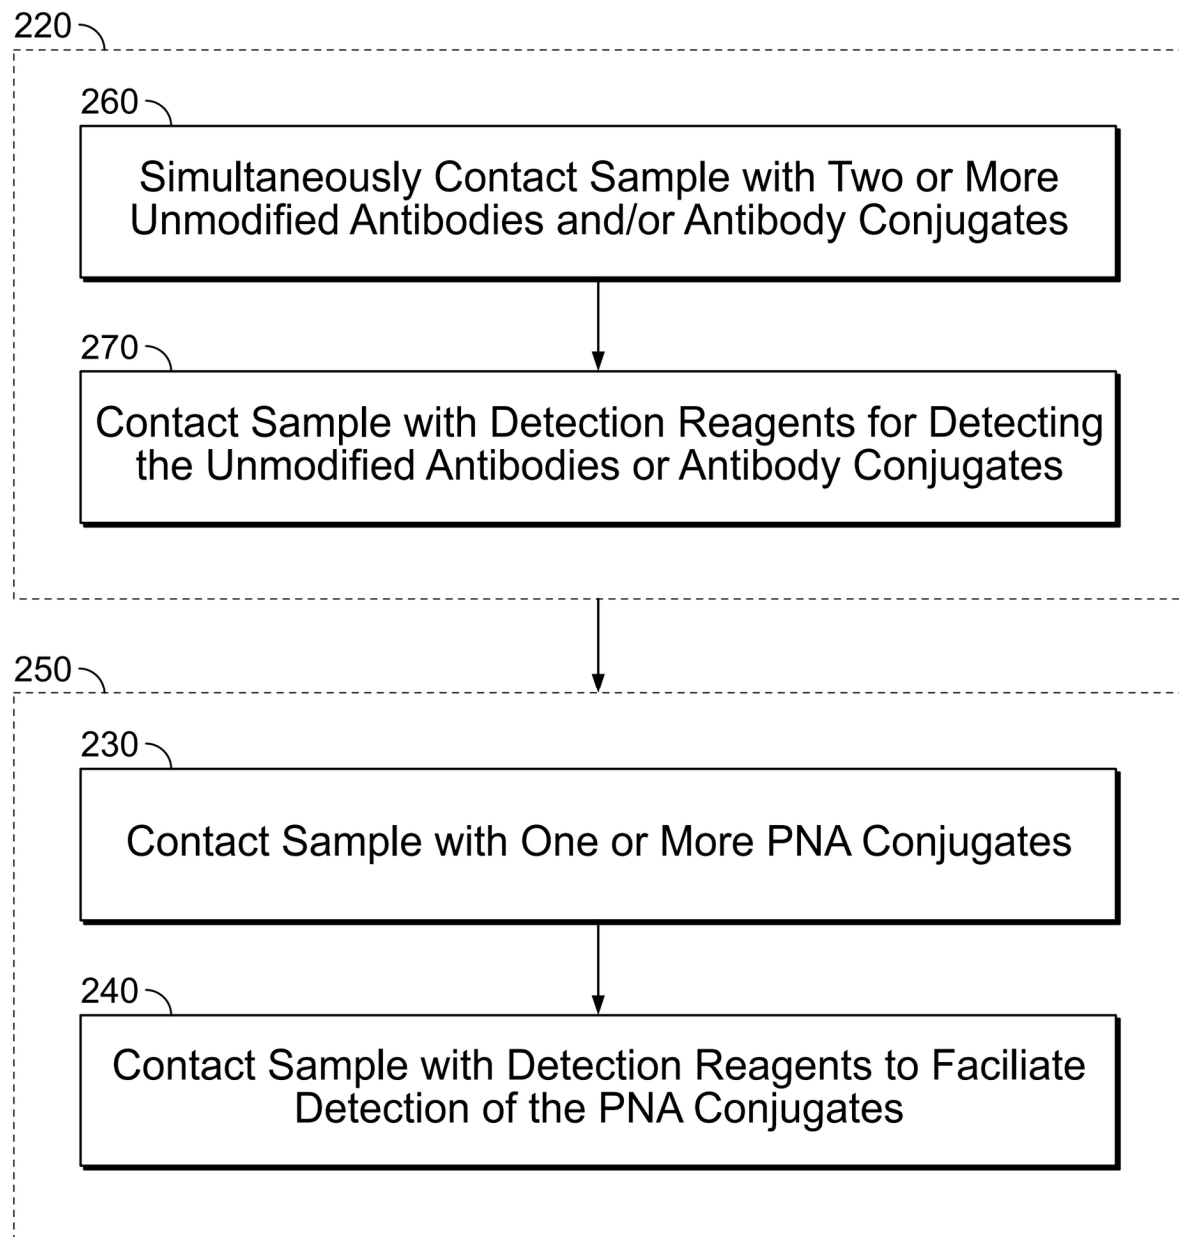 220
260
Simultaneously Contact Sample with Two or More
Unmodified Antibodies and/or Antibody Conjugates
270
Contact Sample with Detection Reagents for Detecting
the Unmodified Antibodies or Antibody Conjugates
250
230
Contact Sample with One or More PNA Conjugates
240
Contact Sample with Detection Reagents to Faciliate
Detection of the PNA Conjugates